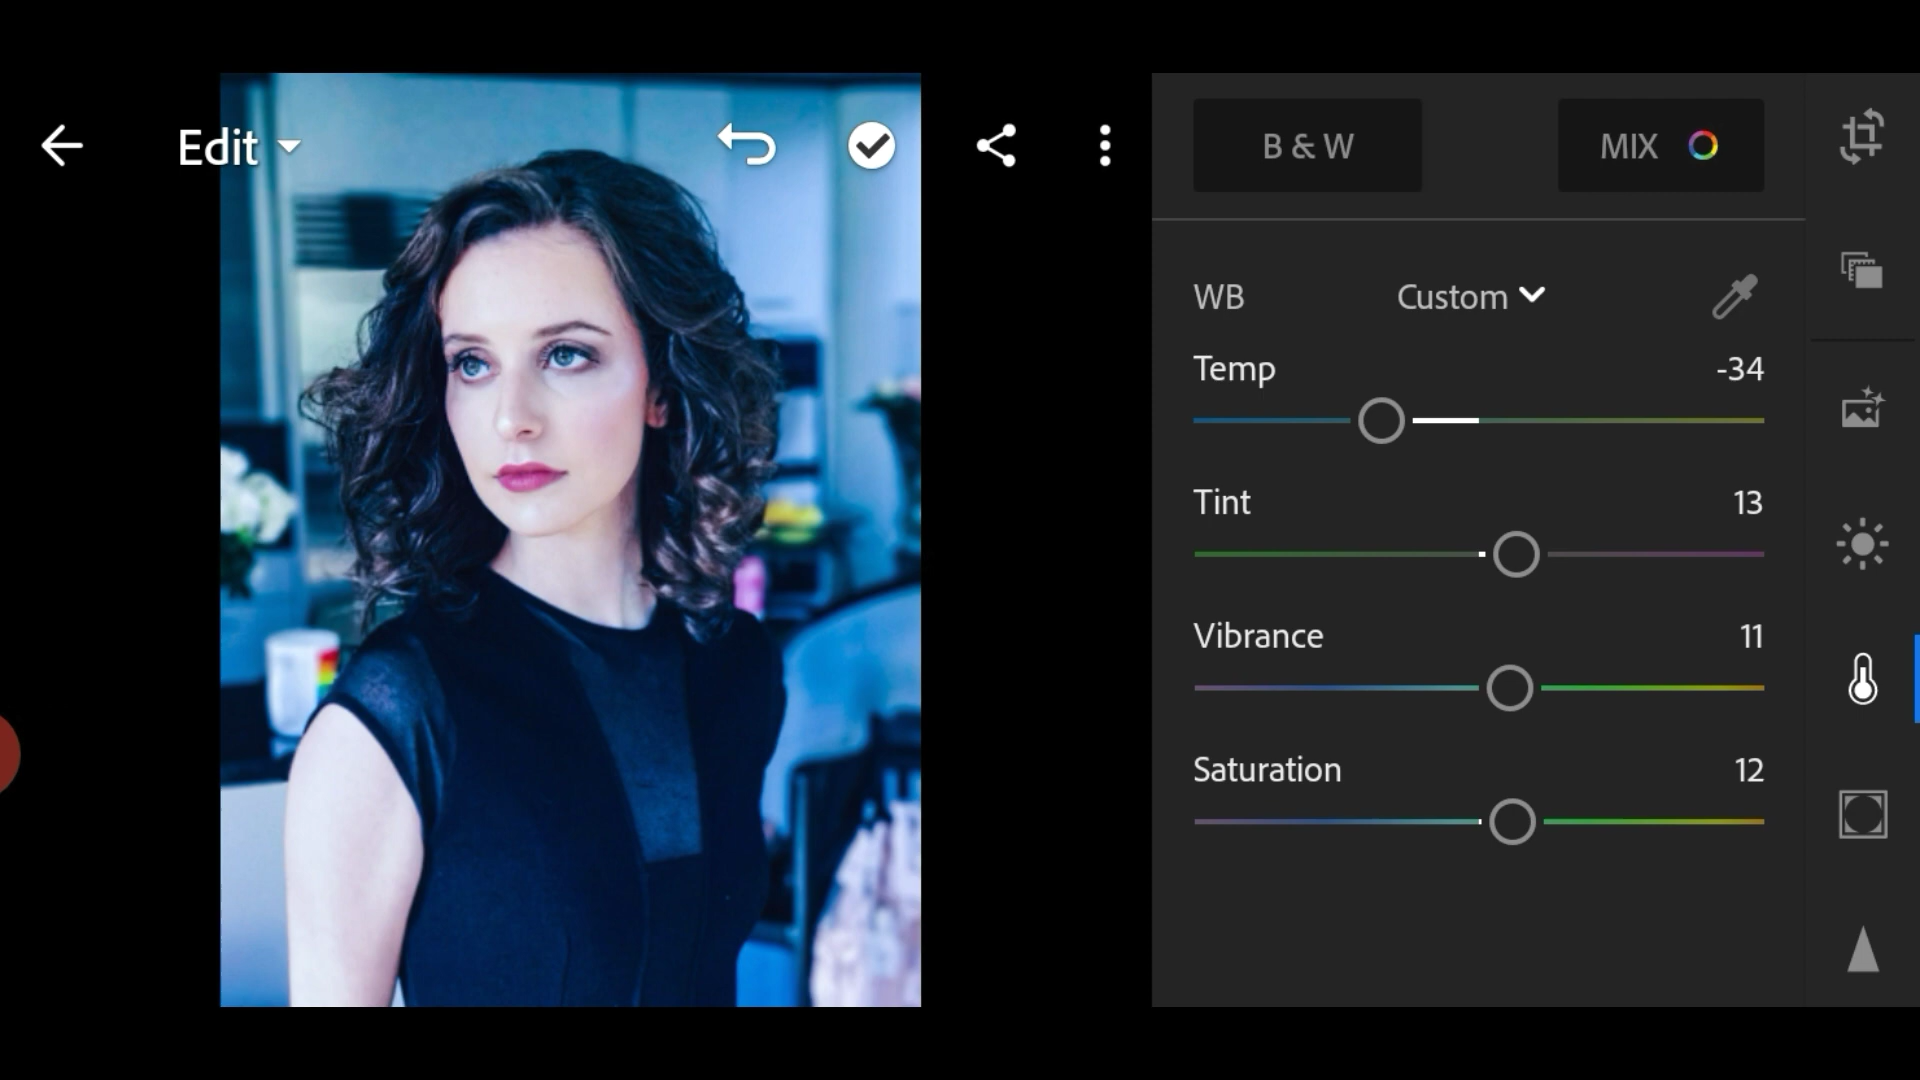 Edit
B & W
MIX
WB Custom
Temp -34
Tint 13
Vibrance 11
Saturation 12